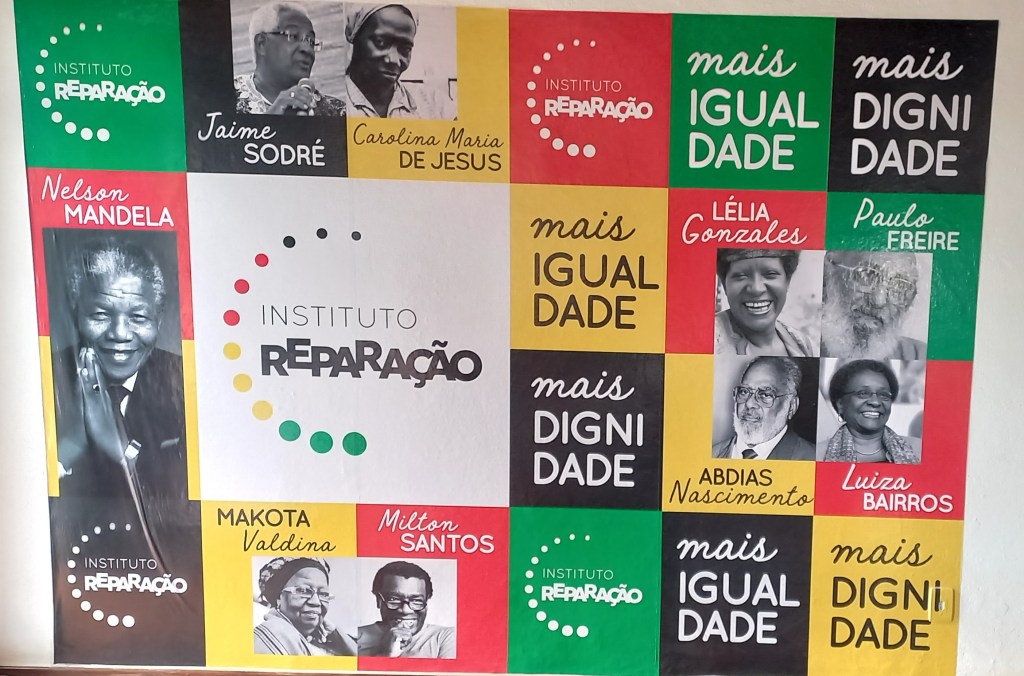 INSTITUTO
REPARAÇÃO
Jaime
SODRÉ
Carolina Maria
DE JESUS
INSTITUTO
REPARAÇÃO
mais
IGUAL
DADE
mais
DIGNI
DADE
Nelson
MANDELA
INSTITUTO
REPARAÇÃO
mais
IGUAL
DADE
LÉLIA
Gonzales
Paulo
FREIRE
mais
DIGNI
DADE
ABDIAS
Nascimento
Luiza
BAIRROS
INSTITUTO
REPARAÇÃO
MAKOTA
Valdina
Milton
SANTOS
INSTITUTO
REPARAÇÃO
mais
IGUAL
DADE
mais
DIGNI
DADE